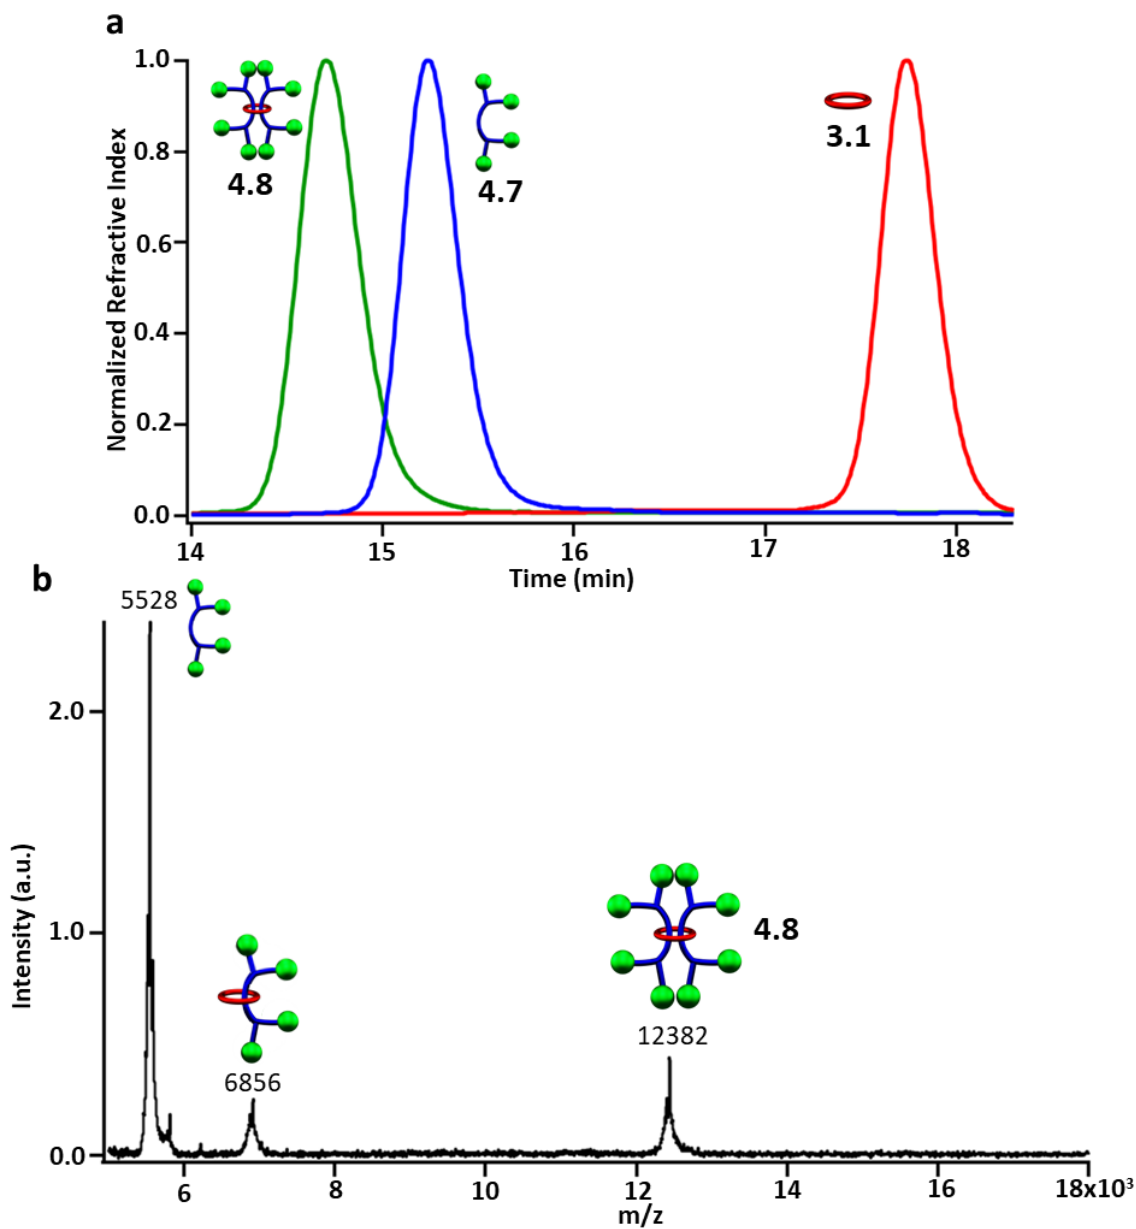 a
1.0
0.8
0.6
0.4
0.2
0.0
Normalized Refractive Index
4.8
4.7
3.1
14 15 16 17 18
Time (min)
b
5528
2.0
1.0
0.0
Intensity (a.u.)
4.8
12382
6856
6 8 10 12 14 16 18x10³
m/z